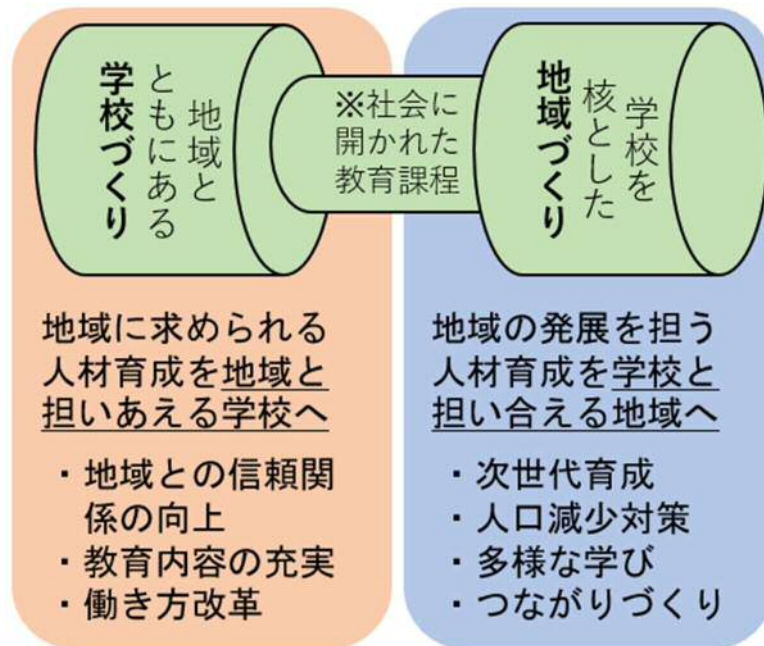 地域と
ともにある
学校づくり
※社会に
開かれた
教育課程
学校を
核とした
地域づくり
地域に求められる
人材育成を地域と
担いあえる学校へ
・地域との信頼関
係の向上
・教育内容の充実
・働き方改革
地域の発展を担う
人材育成を学校と
担い合える地域へ
・次世代育成
・人口減少対策
・多様な学び
・つながりづくり